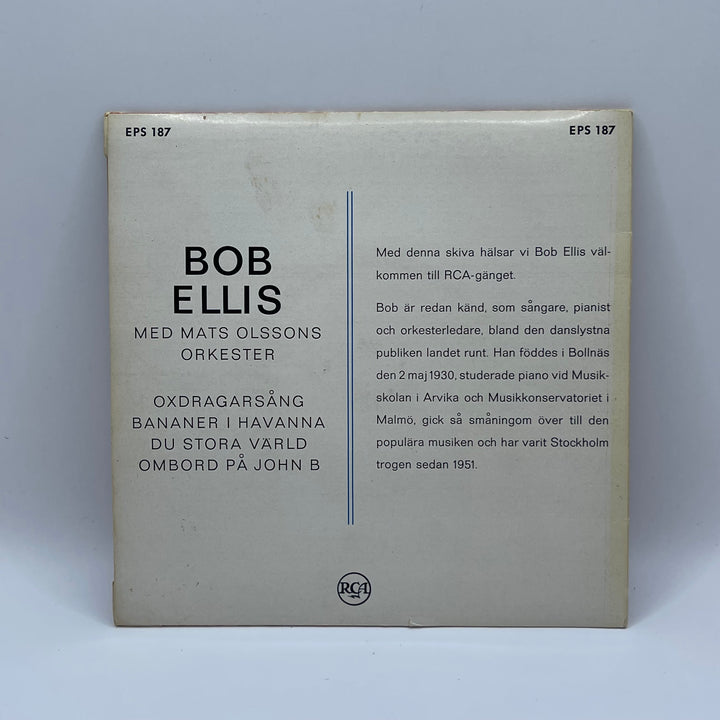 EPS 187
EPS 187
BOB
ELLIS
MED MATS OLSSONS
ORKESTER
OXDRAGARSÅNG
BANANER I HAVANNA
DU STORA VÄRLD
OMBORD PÅ JOHN B
Med denna skiva hälsar vi Bob Ellis väl-
kommen till RCA-gänget.
Bob är redan känd, som sångare, pianist
och orkesterledare, bland den danslystna
publiken landet runt. Han föddes i Bollnäs
den 2 maj 1930, studerade piano vid Musik-
skolan i Arvika och Musikkonservatoriet i
Malmö, gick så småningom över till den
populära musiken och har varit Stockholm
trogen sedan 1951.
RCA